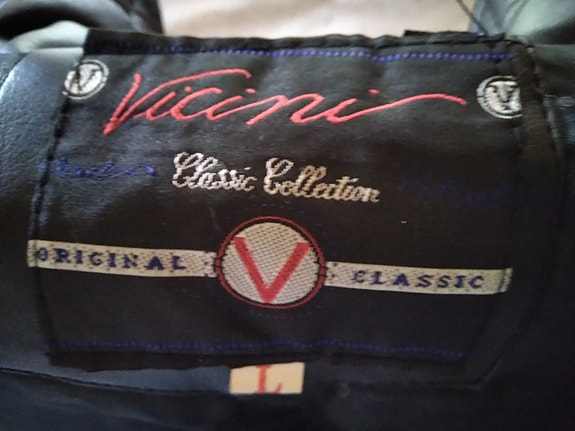 Vicini
Classic Collection
ORIGINAL V CLASSIC
L